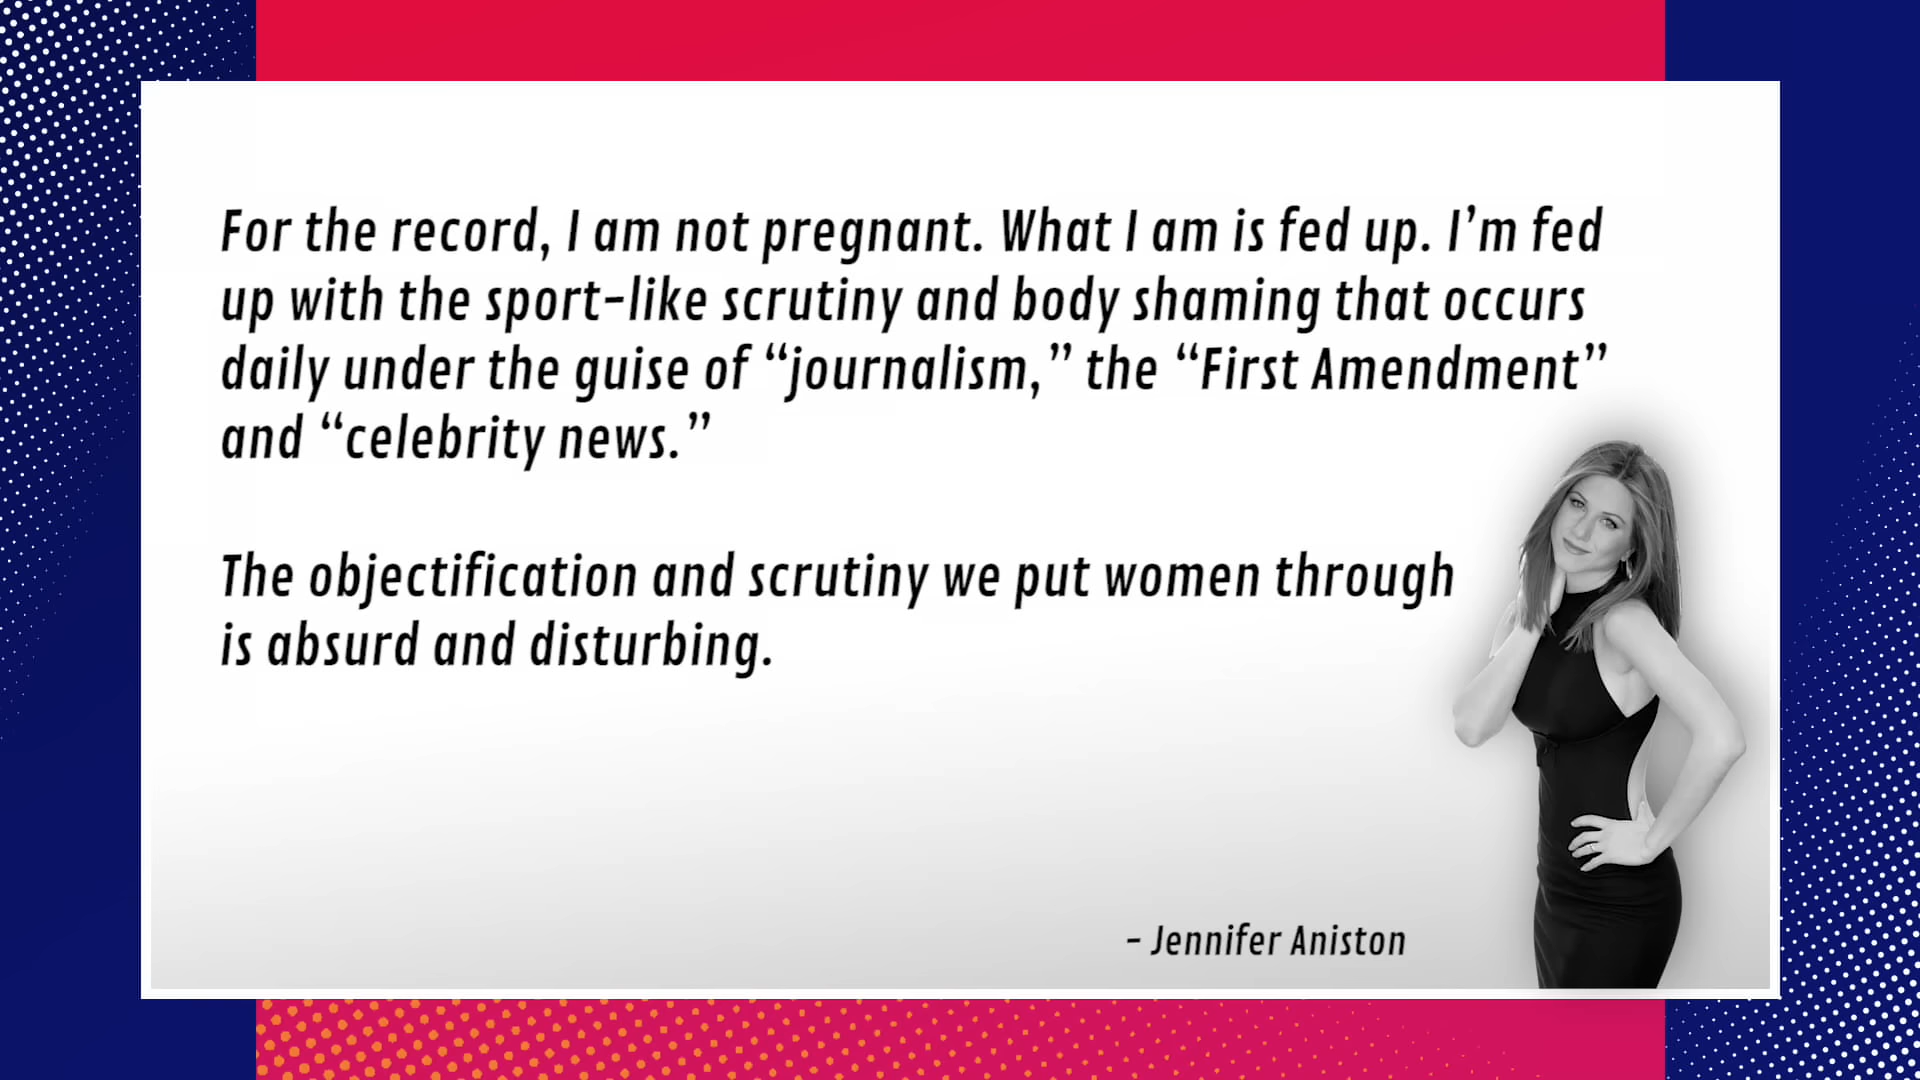 For the record, I am not pregnant. What I am is fed up. I’m fed
up with the sport-like scrutiny and body shaming that occurs
daily under the guise of “journalism,” the “First Amendment”
and “celebrity news.”
The objectification and scrutiny we put women through
is absurd and disturbing.
- Jennifer Aniston